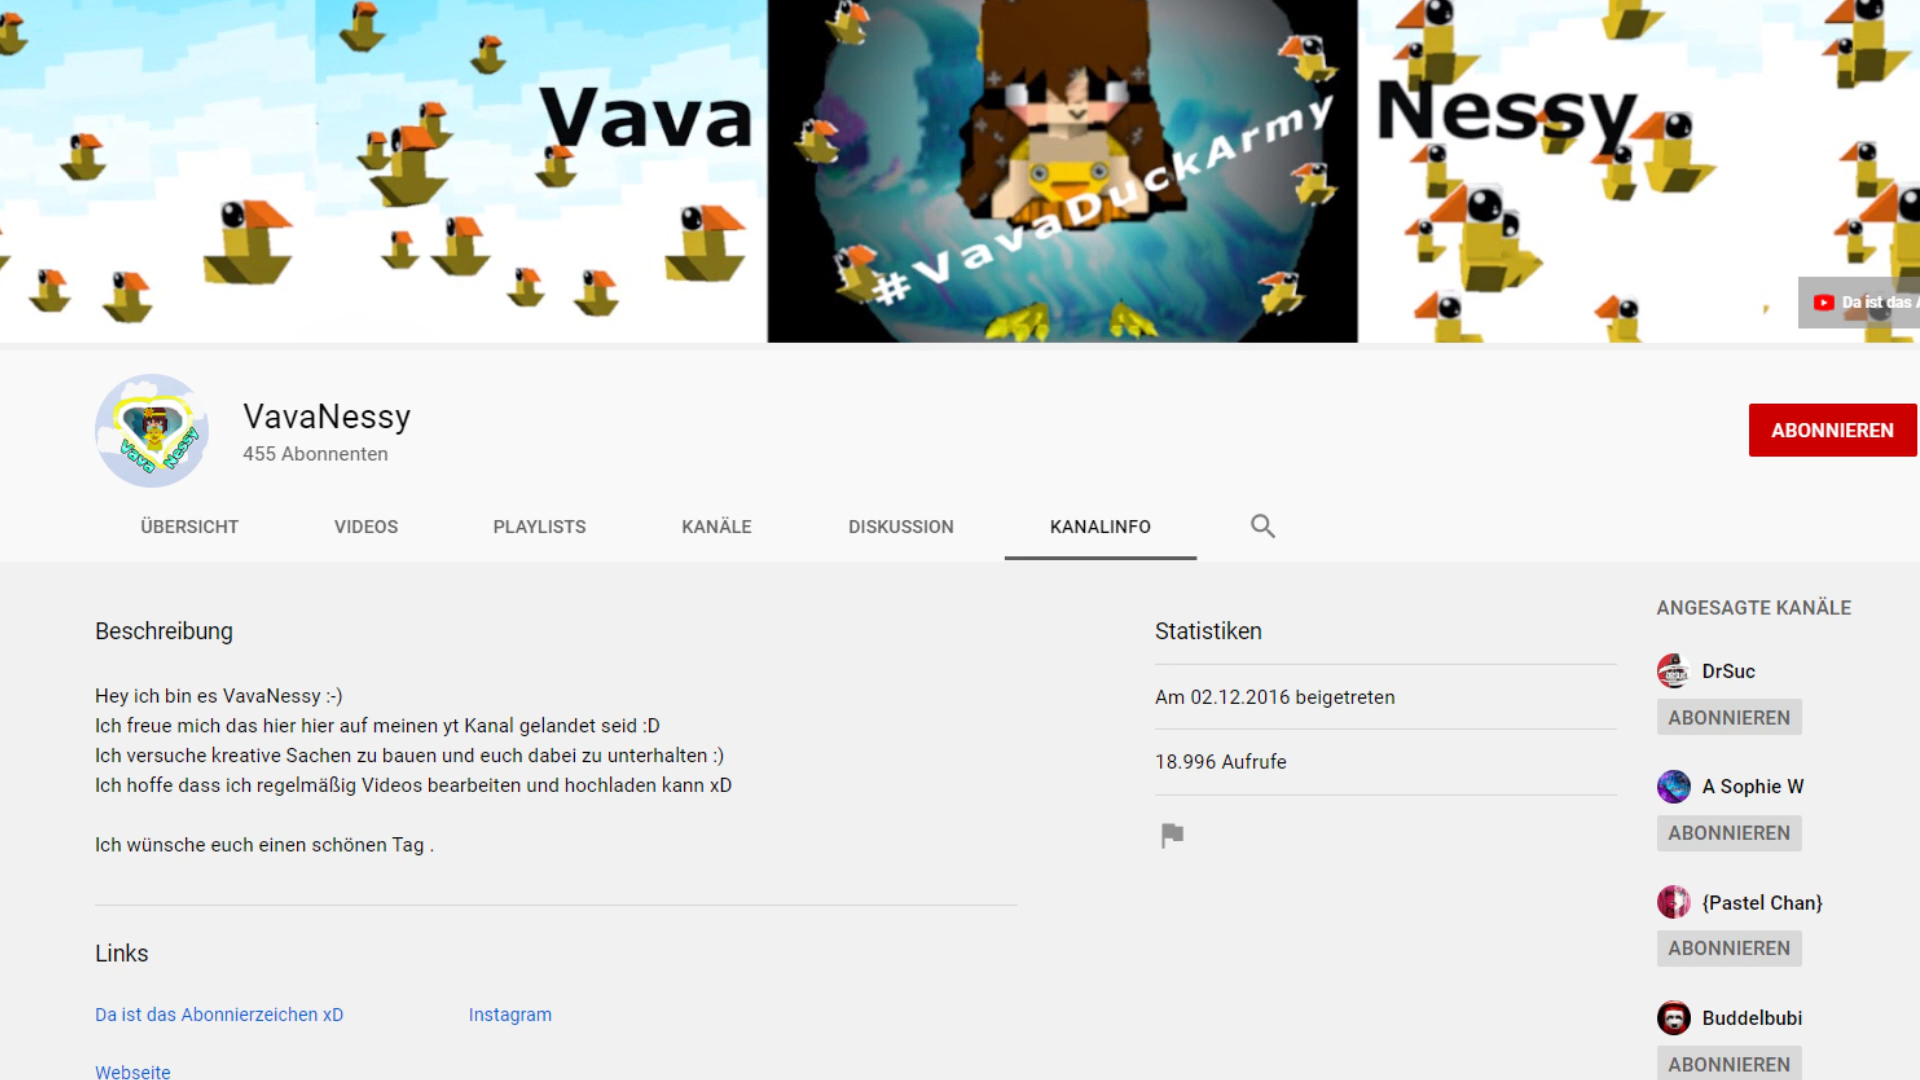 Vava
Nessy
#VavaDuckArmy
Da ist das
Vava Nessy
VavaNessy
455 Abonnenten
ABONNIEREN
ÜBERSICHT
VIDEOS
PLAYLISTS
KANÄLE
DISKUSSION
KANALINFO
Beschreibung
Hey ich bin es VavaNessy :-)
Ich freue mich das hier hier auf meinen yt Kanal gelandet seid :D
Ich versuche kreative Sachen zu bauen und euch dabei zu unterhalten :)
Ich hoffe dass ich regelmäßig Videos bearbeiten und hochladen kann xD
Ich wünsche euch einen schönen Tag .
Links
Da ist das Abonnierzeichen xD
Instagram
Webseite
Statistiken
Am 02.12.2016 beigetreten
18.996 Aufrufe
ANGESAGTE KANÄLE
DrSuc
ABONNIEREN
A Sophie W
ABONNIEREN
{Pastel Chan}
ABONNIEREN
Buddelbubi
ABONNIEREN